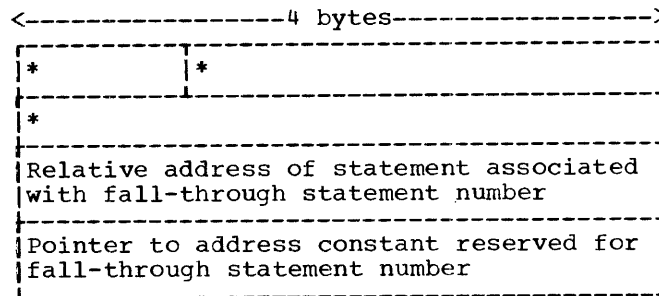 <-----------------4 bytes----------------->
* *
*
Relative address of statement associated
with fall-through statement number
Pointer to address constant reserved for
fall-through statement number